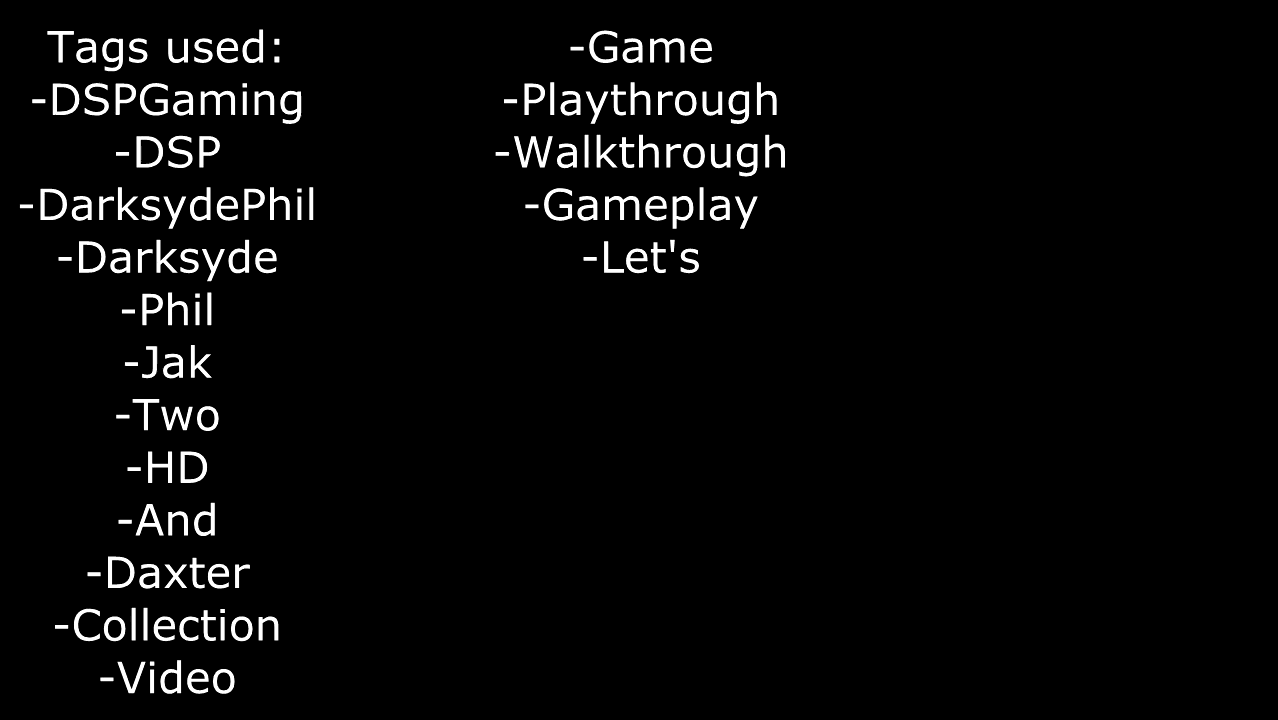 Tags used:
-DSPGaming
-DSP
-DarksydePhil
-Darksyde
-Phil
-Jak
-Two
-HD
-And
-Daxter
-Collection
-Video
-Game
-Playthrough
-Walkthrough
-Gameplay
-Let's